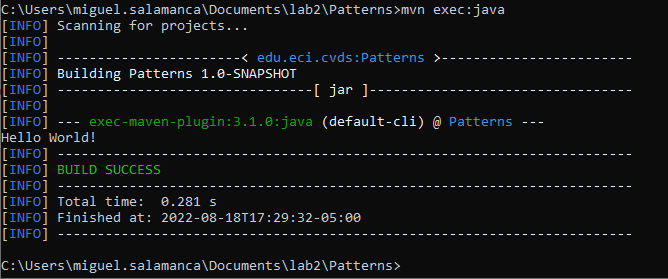 C:\Users\miguel.salamanca\Documents\lab2\Patterns>mvn exec:java
[INFO] Scanning for projects...
[INFO]
[INFO] -----------------------< edu.eci.cvds:Patterns >------------------------
[INFO] Building Patterns 1.0-SNAPSHOT
[INFO] --------------------------------[ jar ]---------------------------------
[INFO]
[INFO] --- exec-maven-plugin:3.1.0:java (default-cli) @ Patterns ---
Hello World!
[INFO] ------------------------------------------------------------------------
[INFO] BUILD SUCCESS
[INFO] ------------------------------------------------------------------------
[INFO] Total time:  0.281 s
[INFO] Finished at: 2022-08-18T17:29:32-05:00
[INFO] ------------------------------------------------------------------------
C:\Users\miguel.salamanca\Documents\lab2\Patterns>